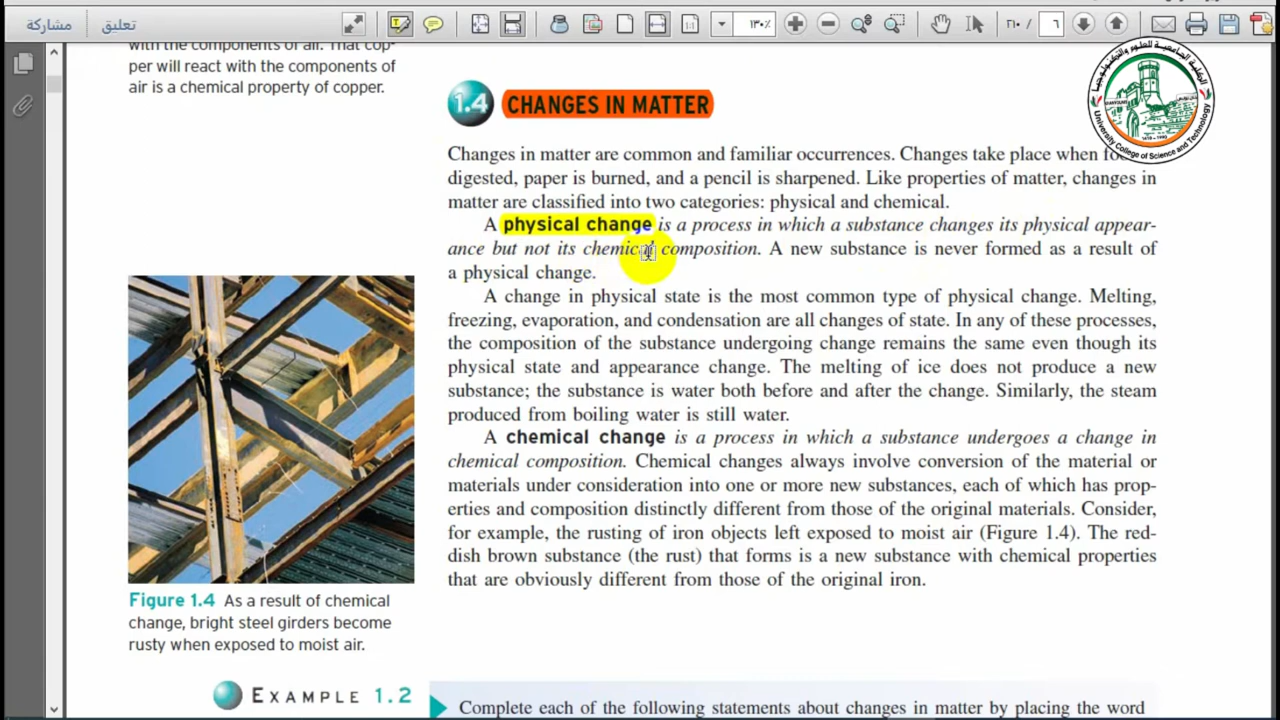 مشاركة
تعليق
١٣٠٪
٢١٠ /
٦
with the components of air. That cop-
per will react with the components of
air is a chemical property of copper.
1.4 CHANGES IN MATTER
Changes in matter are common and familiar occurrences. Changes take place when
digested, paper is burned, and a pencil is sharpened. Like properties of matter, changes in
matter are classified into two categories: physical and chemical.
A physical change is a process in which a substance changes its physical appear-
ance but not its chemical composition. A new substance is never formed as a result of
a physical change.
A change in physical state is the most common type of physical change. Melting,
freezing, evaporation, and condensation are all changes of state. In any of these processes,
the composition of the substance undergoing change remains the same even though its
physical state and appearance change. The melting of ice does not produce a new
substance; the substance is water both before and after the change. Similarly, the steam
produced from boiling water is still water.
A chemical change is a process in which a substance undergoes a change in
chemical composition. Chemical changes always involve conversion of the material or
materials under consideration into one or more new substances, each of which has prop-
erties and composition distinctly different from those of the original materials. Consider,
for example, the rusting of iron objects left exposed to moist air (Figure 1.4). The red-
dish brown substance (the rust) that forms is a new substance with chemical properties
that are obviously different from those of the original iron.
Figure 1.4 As a result of chemical
change, bright steel girders become
rusty when exposed to moist air.
EXAMPLE 1.2
Complete each of the following statements about changes in matter by placing the word
الكلية الجامعية للعلوم والتكنولوجيا
University College of Science and Technology